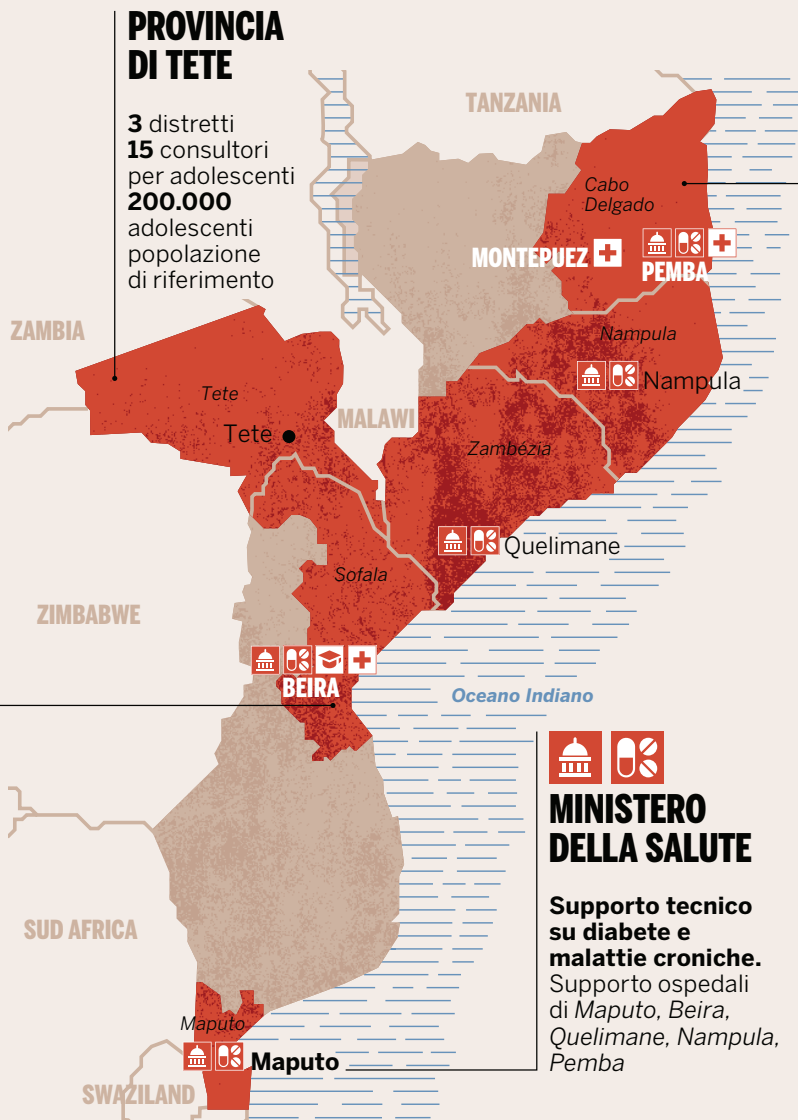 PROVINCIA
DI TETE
3 distretti
15 consultori
per adolescenti
200.000
adolescenti
popolazione
di riferimento
TANZANIA
Cabo
Delgado
MONTEPUEZ
PEMBA
ZAMBIA
Nampula
Nampula
Tete
Tete
MALAWI
Zambézia
Quelimane
Sofala
ZIMBABWE
BEIRA
Oceano Indiano
MINISTERO
DELLA SALUTE
Supporto tecnico
su diabete e
malattie croniche.
Supporto ospedali
di Maputo, Beira,
Quelimane, Nampula,
Pemba
SUD AFRICA
Maputo
Maputo
SWAZILAND